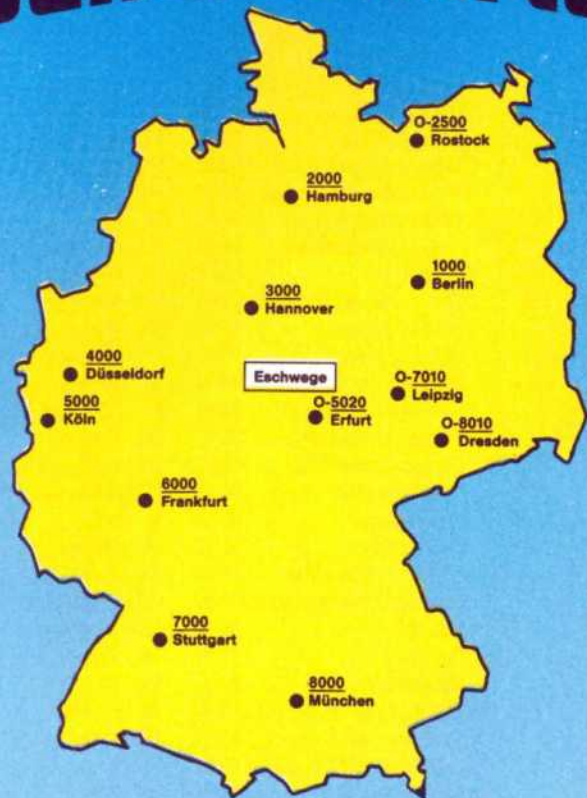 O-2500
Rostock
2000
Hamburg
1000
Berlin
3000
Hannover
4000
Düsseldorf
Eschwege
O-7010
Leipzig
5000
Köln
O-5020
Erfurt
O-8010
Dresden
6000
Frankfurt
7000
Stuttgart
8000
München